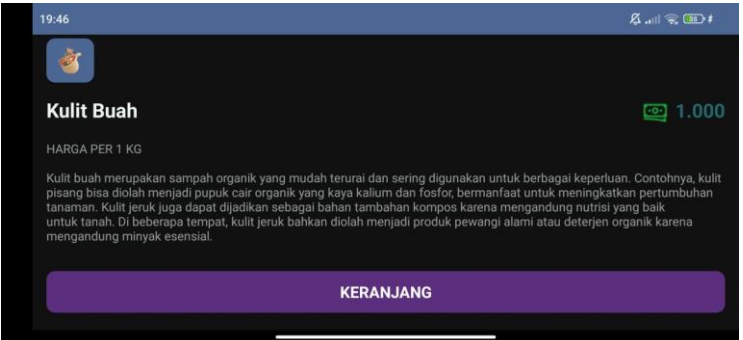 19:46
Kulit Buah
1.000
HARGA PER 1 KG
Kulit buah merupakan sampah organik yang mudah terurai dan sering digunakan untuk berbagai keperluan. Contohnya, kulit
pisang bisa diolah menjadi pupuk cair organik yang kaya kalium dan fosfor, bermanfaat untuk meningkatkan pertumbuhan
tanaman. Kulit jeruk juga dapat dijadikan sebagai bahan tambahan kompos karena mengandung nutrisi yang baik
untuk tanah. Di beberapa tempat, kulit jeruk bahkan diolah menjadi produk pewangi alami atau deterjen organik karena
mengandung minyak esensial.
KERANJANG